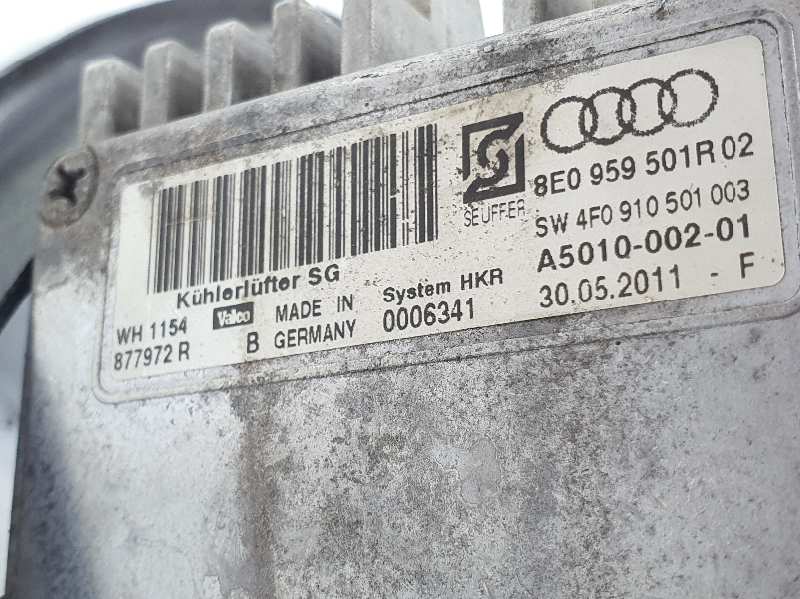 SEUFFER
8E0 959 501R 02
SW 4F0 910 501 003
A5010-002-01
30.05.2011 - F
Kühlerlüfter SG
System HKR
0006341
WH 1154
Valeo
MADE IN
877972 R
B
GERMANY